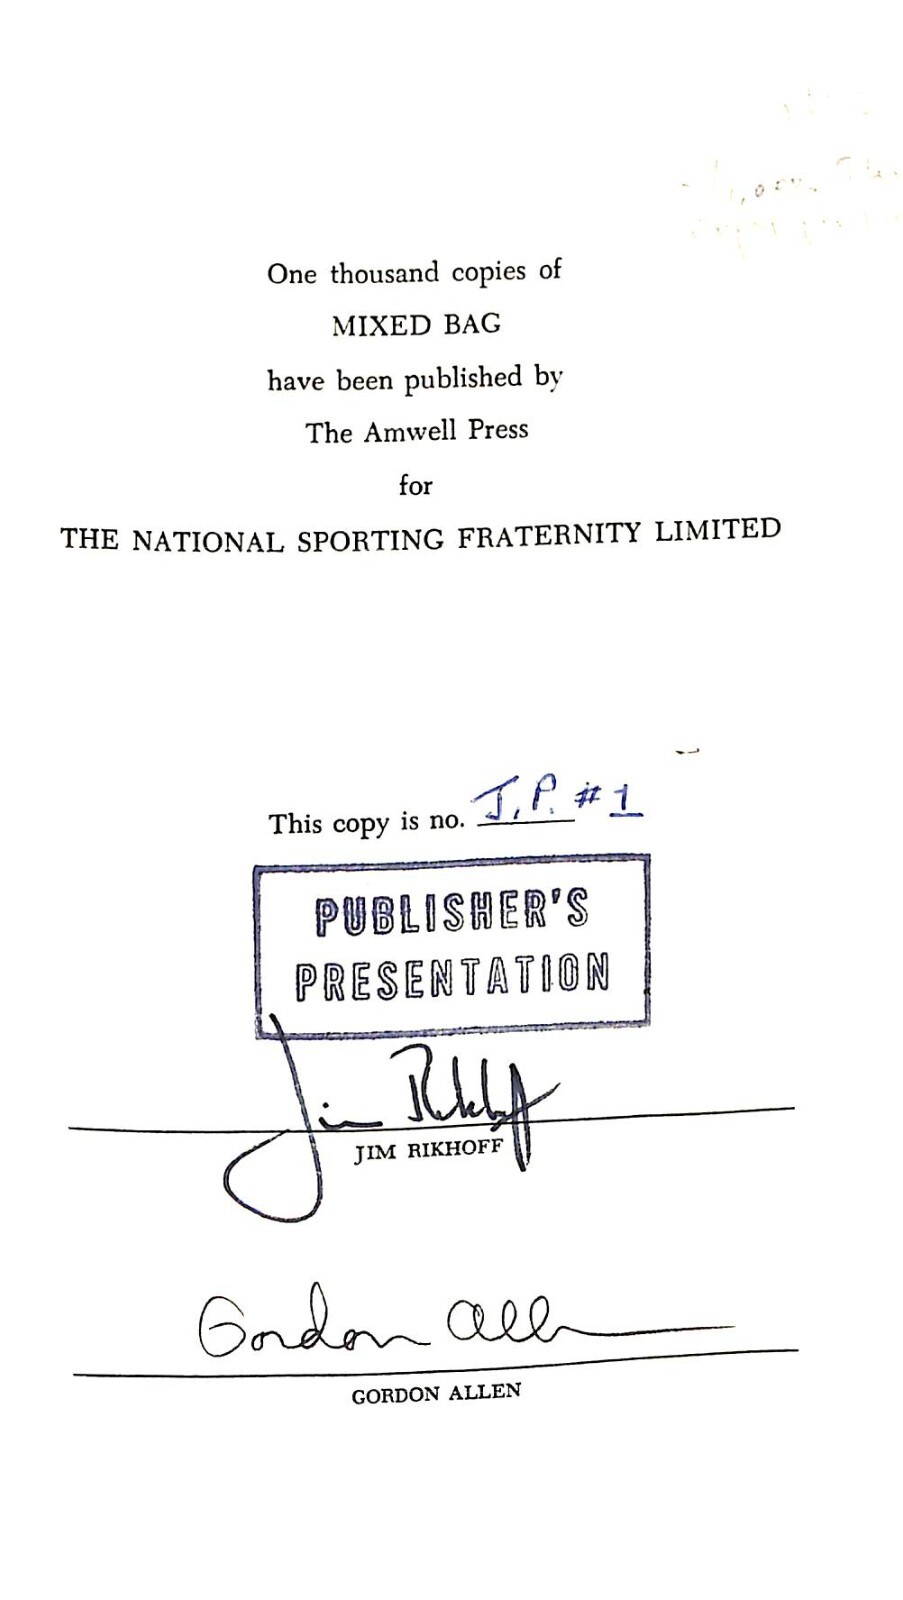 One thousand copies of
MIXED BAG
have been published by
The Amwell Press
for
THE NATIONAL SPORTING FRATERNITY LIMITED
This copy is no. J.P. #1
PUBLISHER'S
PRESENTATION
Jim Rikhoff
JIM RIKHOFF
Gordon Allen
GORDON ALLEN